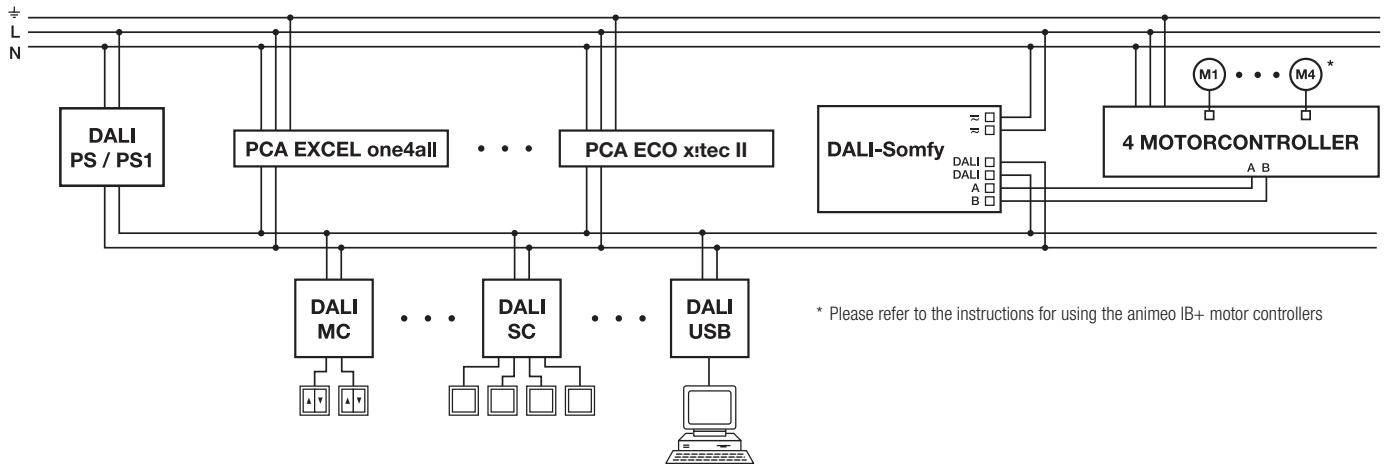 L
N
M1 • • • M4 *
DALI
PS / PS1
PCA EXCEL one4all
• • •
PCA ECO x!tec II
DALI-Somfy
DALI
DALI
A
B
4 MOTORCONTROLLER
A B
DALI
MC
• • •
DALI
SC
• • •
DALI
USB
* Please refer to the instructions for using the animeo IB+ motor controllers